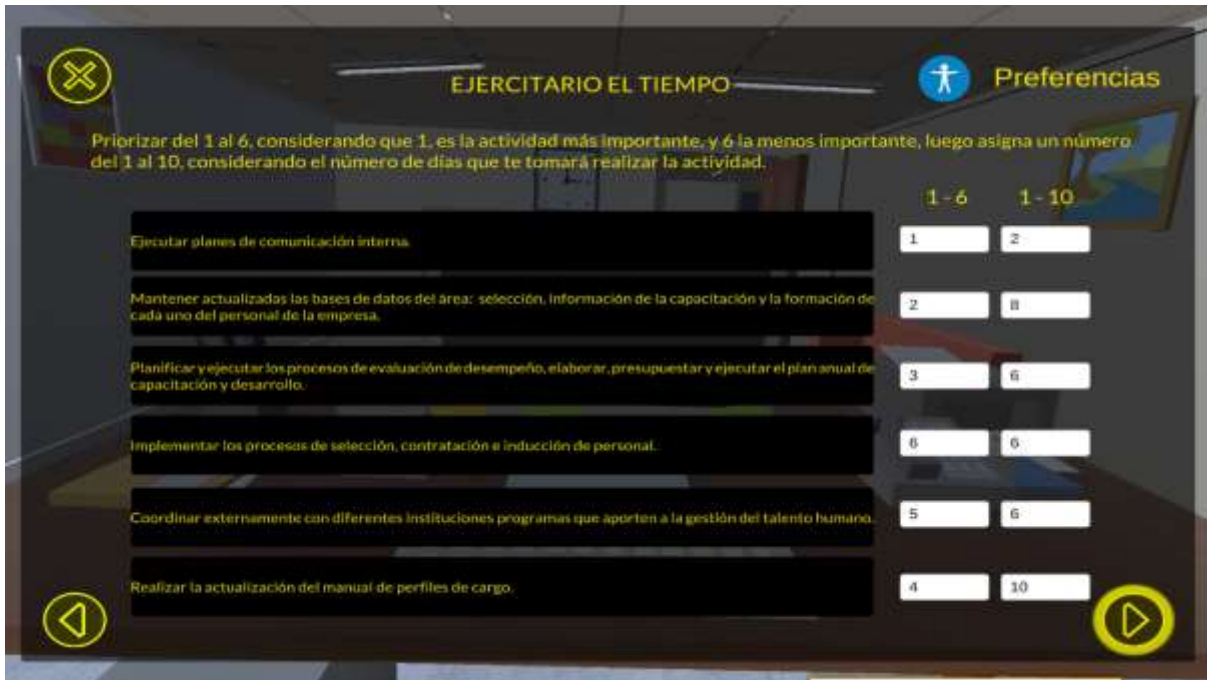 EJERCITARIO EL TIEMPO
Preferencias
Priorizar del 1 al 6, considerando que 1, es la actividad más importante, y 6 la menos importante, luego asigna un número
del 1 al 10, considerando el número de días que te tomará realizar la actividad.
1 - 6 1 - 10
Ejecutar planes de comunicación interna. 1 2
Mantener actualizadas las bases de datos del área: selección, información de la capacitación y la formación de
cada uno del personal de la empresa. 2 8
Planificar y ejecutar los procesos de evaluación de desempeño, elaborar, presupuestar y ejecutar el plan anual de
capacitación y desarrollo. 3 6
Implementar los procesos de selección, contratación e inducción de personal. 6 6
Coordinar externamente con diferentes instituciones programas que aporten a la gestión del talento humano. 5 6
Realizar la actualización del manual de perfiles de cargo. 4 10